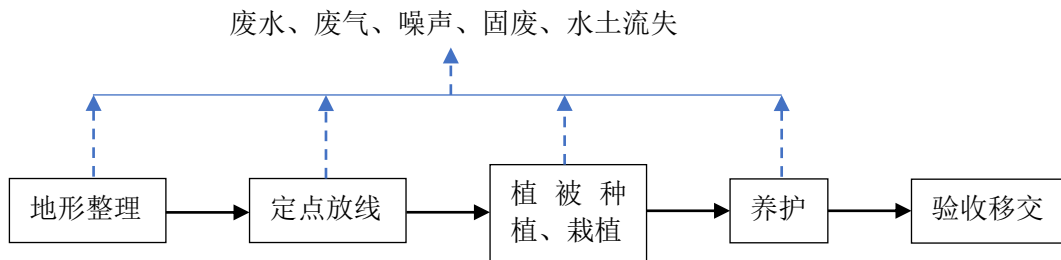 废水、废气、噪声、固废、水土流失
地形整理
定点放线
植被种
植、栽植
养护
验收移交